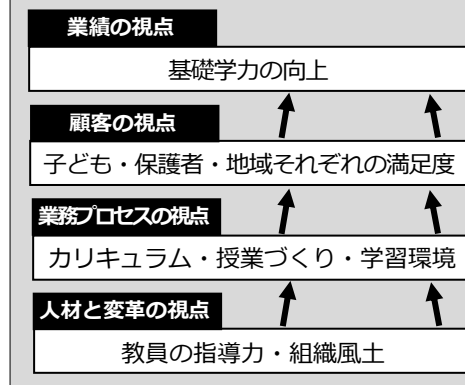 業績の視点
基礎学力の向上
顧客の視点
子ども・保護者・地域それぞれの満足度
業務プロセスの視点
カリキュラム・授業づくり・学習環境
人材と変革の視点
教員の指導力・組織風土